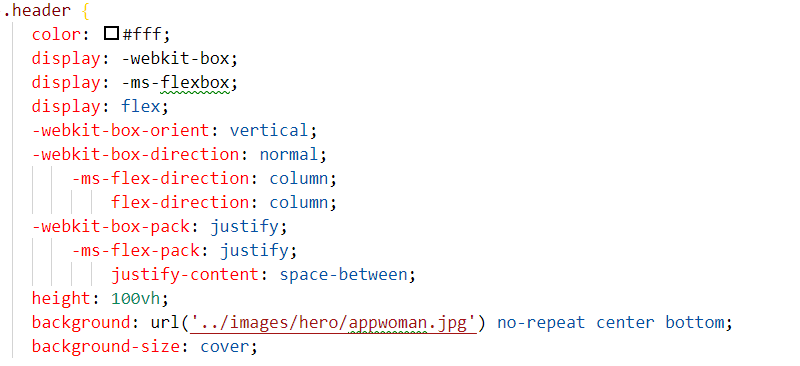 .header {
color: #fff;
display: -webkit-box;
display: -ms-flexbox;
display: flex;
-webkit-box-orient: vertical;
-webkit-box-direction: normal;
-ms-flex-direction: column;
flex-direction: column;
-webkit-box-pack: justify;
-ms-flex-pack: justify;
justify-content: space-between;
height: 100vh;
background: url('../images/hero/appwoman.jpg') no-repeat center bottom;
background-size: cover;